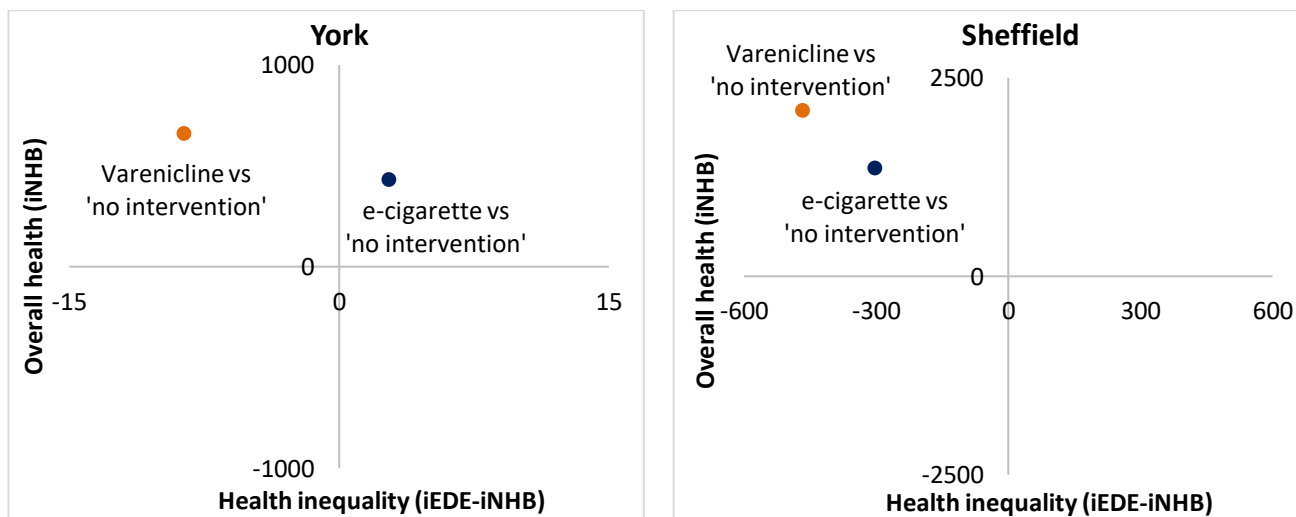 York
1000
Varenicline vs
'no intervention'
e-cigarette vs
'no intervention'
0
-15
0
15
-1000
Overall health (iNHB)
Health inequality (iEDE-iNHB)
Sheffield
Varenicline vs
'no intervention'
2500
e-cigarette vs
'no intervention'
0
-600
-300
0
300
600
-2500
Overall health (iNHB)
Health inequality (iEDE-iNHB)